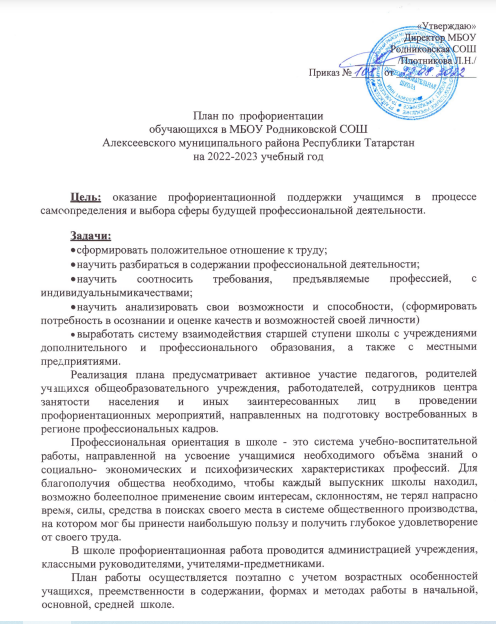 «Утверждаю»
Директор МБОУ
Родниковская СОШ
/Плотникова Л.Н./
Приказ № 108 от 22.08.2022
План по профориентации
обучающихся в МБОУ Родниковской СОШ
Алексеевского муниципального района Республики Татарстан
на 2022-2023 учебный год
Цель: оказание профориентационной поддержки учащимся в процессе
самоопределения и выбора сферы будущей профессиональной деятельности.
Задачи:
•сформировать положительное отношение к труду;
•научить разбираться в содержании профессиональной деятельности;
•научить соотносить требования, предъявляемые профессией, с
индивидуальнымикачествами;
•научить анализировать свои возможности и способности, (сформировать
потребность в осознании и оценке качеств и возможностей своей личности)
•выработать систему взаимодействия старшей ступени школы с учреждениями
дополнительного и профессионального образования, а также с местными
предприятиями.
Реализация плана предусматривает активное участие педагогов, родителей
учащихся общеобразовательного учреждения, работодателей, сотрудников центра
занятости населения и иных заинтересованных лиц в проведении
профориентационных мероприятий, направленных на подготовку востребованных в
регионе профессиональных кадров.
Профессиональная ориентация в школе - это система учебно-воспитательной
работы, направленной на усвоение учащимися необходимого объёма знаний о
социально- экономических и психофизических характеристиках профессий. Для
благополучия общества необходимо, чтобы каждый выпускник школы находил,
возможно болееполное применение своим интересам, склонностям, не терял напрасно
время, силы, средства в поисках своего места в системе общественного производства,
на котором мог бы принести наибольшую пользу и получить глубокое удовлетворение
от своего труда.
В школе профориентационная работа проводится администрацией учреждения,
классными руководителями, учителями-предметниками.
План работы осуществляется поэтапно с учетом возрастных особенностей
учащихся, преемственности в содержании, формах и методах работы в начальной,
основной, средней школе.